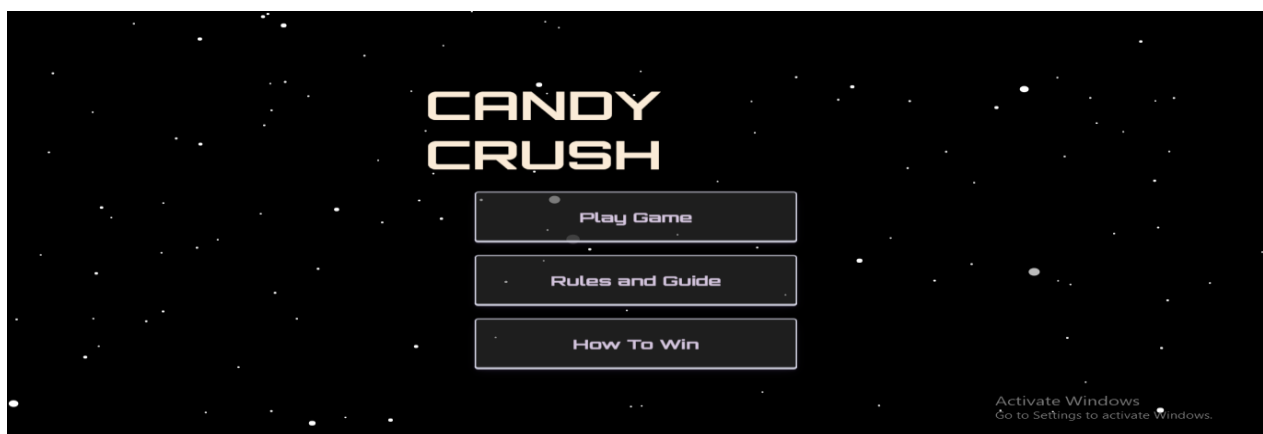 CANDY
CRUSH
Play Game
Rules and Guide
How To Win
Activate Windows
Go to Settings to activate Windows.